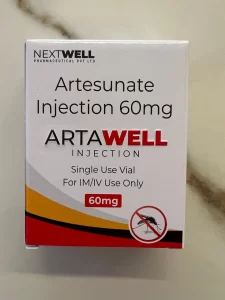 NEXTWELL
PHARMACEUTICAL PVT LTD
Artesunate
Injection 60mg
ARTAWELL
INJECTION
Single Use Vial
For IM/IV Use Only
60mg